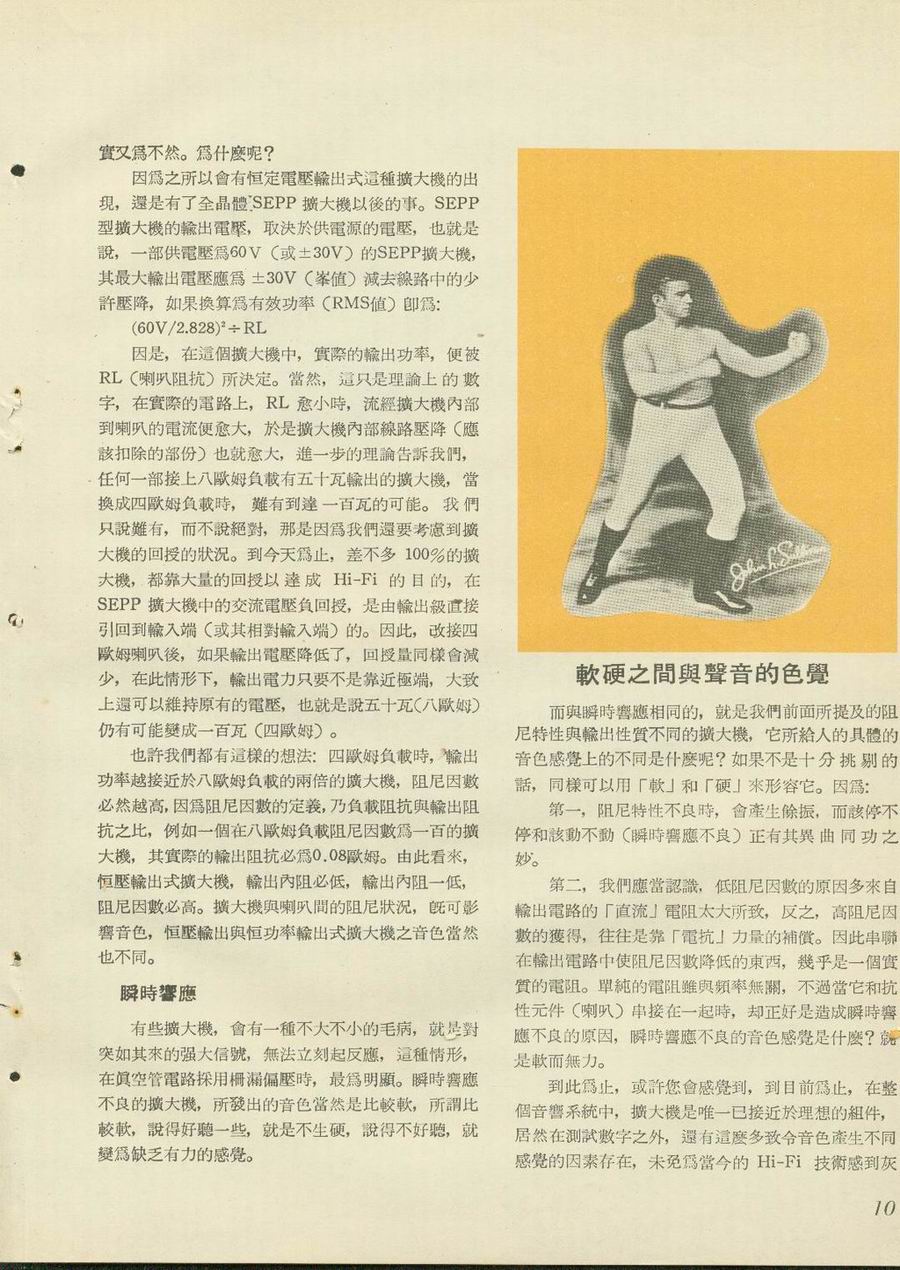 實又爲不然。爲什麼呢？
因爲之所以會有恒定電壓輸出式這種擴大機的出
現，還是有了全晶體SEPP 擴大機以後的事。SEPP
型擴大機的輸出電壓，取決於供電源的電壓，也就是
說，一部供電壓爲60V（或±30V）的SEPP擴大機，
其最大輸出電壓應爲 ±30V（峯値）減去線路中的少
許壓降，如果換算爲有效功率（RMS値）卽爲：
(60V/2.828)²÷RL
因是，在這個擴大機中，實際的輸出功率，便被
RL（喇叭阻抗）所決定。當然，這只是理論上的數
字，在實際的電路上，RL 愈小時，流經擴大機內部
到喇叭的電流便愈大，於是擴大機內部線路壓降（應
該扣除的部份）也就愈大，進一步的理論告訴我們，
任何一部接上八歐姆負載有五十瓦輸出的擴大機，當
換成四歐姆負載時，難有到達一百瓦的可能。我們
只說難有，而不說絕對，那是因爲我們還要考慮到擴
大機的回授的狀況。到今天爲止，差不多 100%的擴
大機，都靠大量的回授以達成 Hi-Fi 的目的，在
SEPP 擴大機中的交流電壓負回授，是由輸出級直接
引回到輸入端（或其相對輸入端）的。因此，改接四
歐姆喇叭後，如果輸出電壓降低了，回授量同樣會減
少，在此情形下，輸出電力只要不是靠近極端，大致
上還可以維持原有的電壓，也就是說五十瓦（八歐姆）
仍有可能變成一百瓦（四歐姆）。
也許我們都有這樣的想法：四歐姆負載時，輸出
功率越接近於八歐姆負載的兩倍的擴大機，阻尼因數
必然越高，因爲阻尼因數的定義，乃負載阻抗與輸出阻
抗之比，例如一個在八歐姆負載阻尼因數爲一百的擴
大機，其實際的輸出阻抗必爲0.08歐姆。由此看來，
恒壓輸出式擴大機，輸出內阻必低，輸出內阻一低，
阻尼因數必高。擴大機與喇叭間的阻尼狀況，旣可影
響音色，恒壓輸出與恒功率輸出式擴大機之音色當然
也不同。
瞬時響應
有些擴大機，會有一種不大不小的毛病，就是對
突如其來的强大信號，無法立刻起反應，這種情形，
在眞空管電路採用柵漏偏壓時，最爲明顯。瞬時響應
不良的擴大機，所發出的音色當然是比較軟，所謂比
較軟，說得好聽一些，就是不生硬，說得不好聽，就
變爲缺乏有力的感覺。
John L. Sullivan
軟硬之間與聲音的色覺
而與瞬時響應相同的，就是我們前面所提及的阻
尼特性與輸出性質不同的擴大機，它所給人的具體的
音色感覺上的不同是什麼呢？如果不是十分挑剔的
話，同樣可以用「軟」和「硬」來形容它。因爲：
第一，阻尼特性不良時，會產生餘振，而該停不
停和該動不動（瞬時響應不良）正有其異曲同功之
妙。
第二，我們應當認識，低阻尼因數的原因多來自
輸出電路的「直流」電阻太大所致，反之，高阻尼因
數的獲得，往往是靠「電抗」力量的補償。因此串聯
在輸出電路中使阻尼因數降低的東西，幾乎是一個實
質的電阻。單純的電阻雖與頻率無關，不過當它和抗
性元件（喇叭）串接在一起時，却正好是造成瞬時響
應不良的原因，瞬時響應不良的音色感覺是什麼？就
是軟而無力。
到此爲止，或許您會感覺到，到目前爲止，在整
個音響系統中，擴大機是唯一已接近於理想的組件，
居然在測試數字之外，還有這麼多致令音色產生不同
感覺的因素存在，未免爲當今的 Hi-Fi 技術感到灰
10